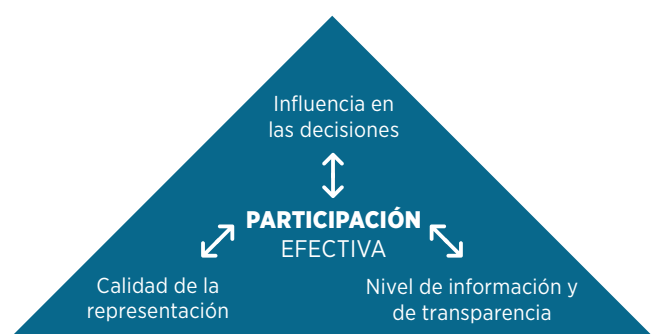 Influencia en
las decisiones
PARTICIPACIÓN
EFECTIVA
Calidad de la
representación
Nivel de información y
de transparencia